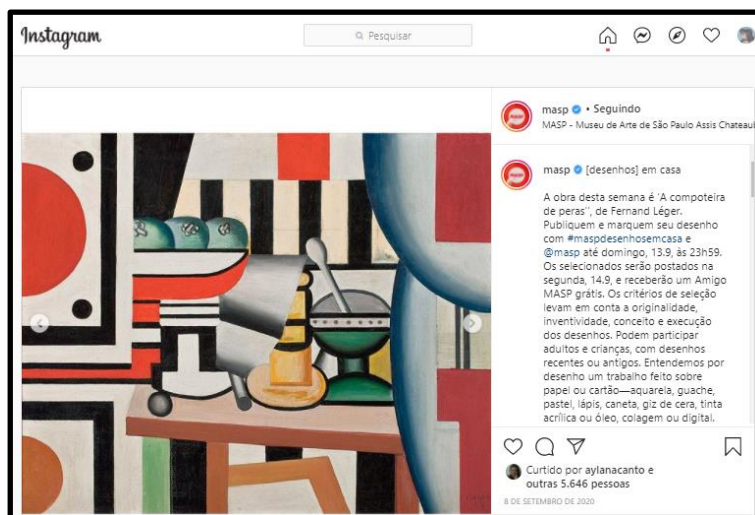 Instagram
Pesquisar
masp • Seguindo
MASP - Museu de Arte de São Paulo Assis Chateaub
masp [desenhos] em casa
A obra desta semana é 'A compoteira
de peras'', de Fernand Léger.
Publiquem e marquem seu desenho
com #maspdesenhosemcasa e
@masp até domingo, 13.9, às 23h59.
Os selecionados serão postados na
segunda, 14.9, e receberão um Amigo
MASP grátis. Os critérios de seleção
levam em conta a originalidade,
inventividade, conceito e execução
dos desenhos. Podem participar
adultos e crianças, com desenhos
recentes ou antigos. Entendemos por
desenho um trabalho feito sobre
papel ou cartão—aquarela, guache,
pastel, lápis, caneta, giz de cera, tinta
acrílica ou óleo, colagem ou digital.
Curtido por aylanacanto e
outras 5.646 pessoas
8 DE SETEMBRO DE 2020